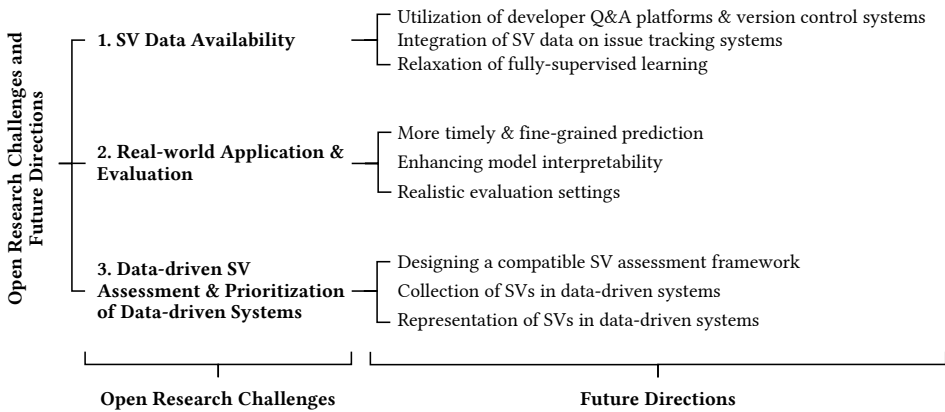 Open Research Challenges and
Future Directions
1. SV Data Availability
Utilization of developer Q&A platforms & version control systems
Integration of SV data on issue tracking systems
Relaxation of fully-supervised learning
2. Real-world Application &
Evaluation
More timely & fine-grained prediction
Enhancing model interpretability
Realistic evaluation settings
3. Data-driven SV
Assessment & Prioritization
of Data-driven Systems
Designing a compatible SV assessment framework
Collection of SVs in data-driven systems
Representation of SVs in data-driven systems
Open Research Challenges
Future Directions